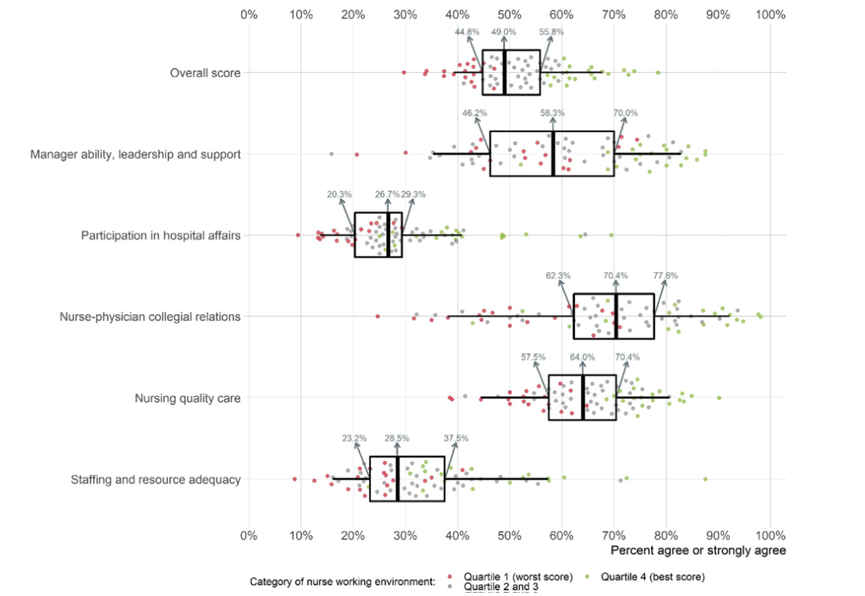 0% 10% 20% 30% 40% 50% 60% 70% 80% 90% 100%
44.8% 49.0% 55.8%
Overall score
46.2% 58.3% 70.0%
Manager ability, leadership and support
20.3% 26.7% 29.3%
Participation in hospital affairs
62.3% 70.4% 77.6%
Nurse-physician collegial relations
57.5% 64.0% 70.4%
Nursing quality care
23.2% 28.5% 37.5%
Staffing and resource adequacy
0% 10% 20% 30% 40% 50% 60% 70% 80% 90% 100%
Percent agree or strongly agree
Category of nurse working environment: Quartile 1 (worst score) Quartile 4 (best score)
Quartile 2 and 3